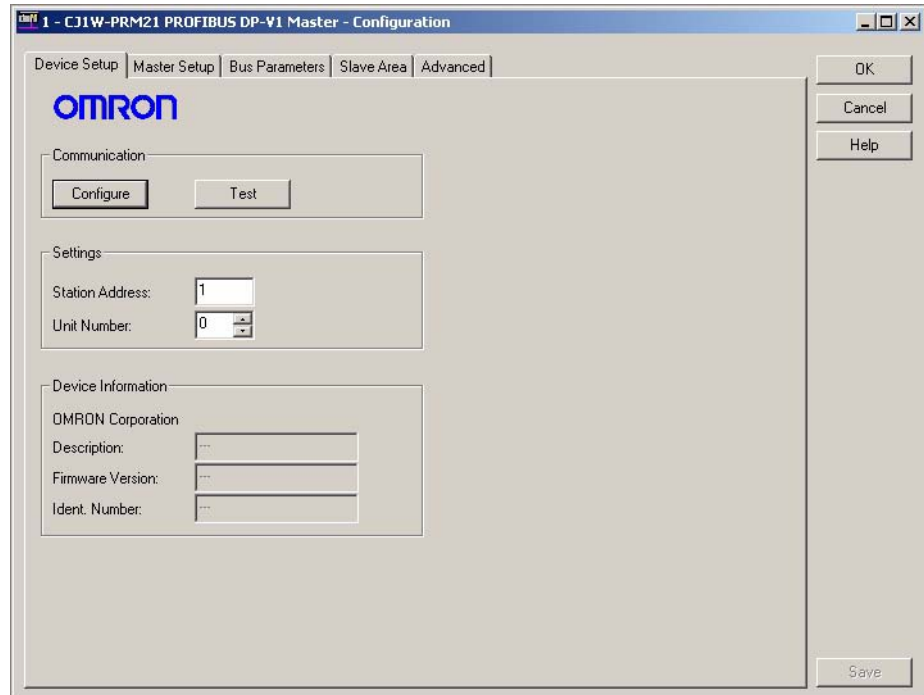 1 - CJ1W-PRM21 PROFIBUS DP-V1 Master - Configuration
Device Setup Master Setup Bus Parameters Slave Area Advanced
OK
OMRON
Cancel
Help
Communication
Configure Test
Settings
Station Address: 1
Unit Number: 0
Device Information
OMRON Corporation
Description: ---
Firmware Version: ---
Ident. Number: ---
Save